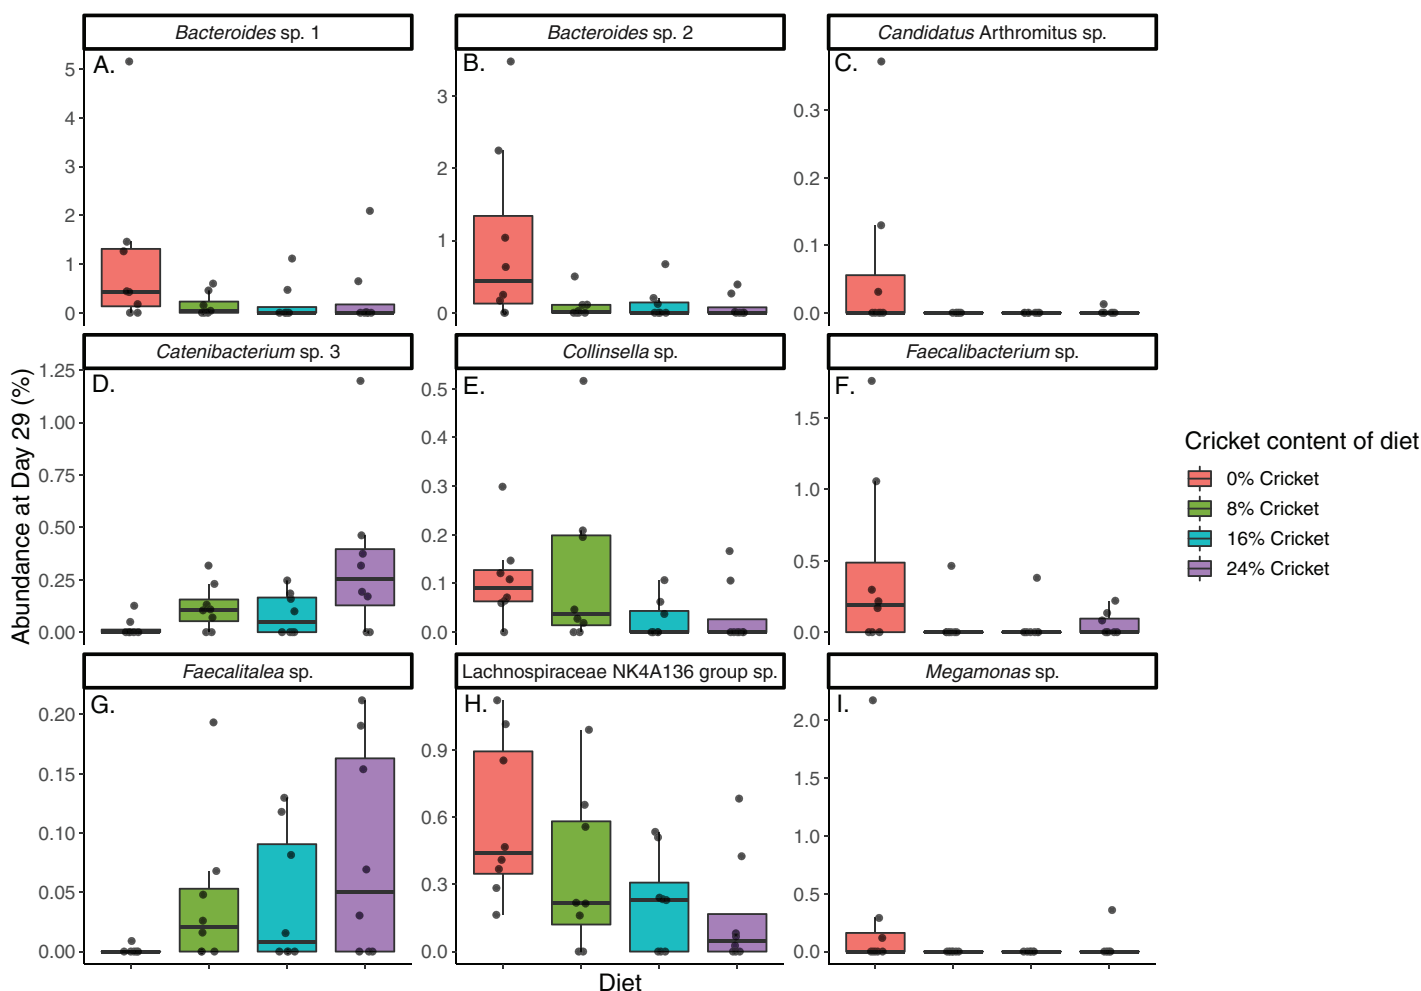 Bacteroides sp. 1
Bacteroides sp. 2
Candidatus Arthromitus sp.
A.
B.
C.
5
4
3
2
1
0
3
2
1
0
0.3
0.2
0.1
0.0
Catenibacterium sp. 3
Collinsella sp.
Faecalibacterium sp.
D.
E.
F.
1.25
1.00
0.75
0.50
0.25
0.00
0.5
0.4
0.3
0.2
0.1
0.0
1.5
1.0
0.5
0.0
Abundance at Day 29 (%)
Faecalitalea sp.
Lachnospiraceae NK4A136 group sp.
Megamonas sp.
G.
H.
I.
0.20
0.15
0.10
0.05
0.00
0.9
0.6
0.3
0.0
2.0
1.5
1.0
0.5
0.0
Diet
Cricket content of diet
0% Cricket
8% Cricket
16% Cricket
24% Cricket